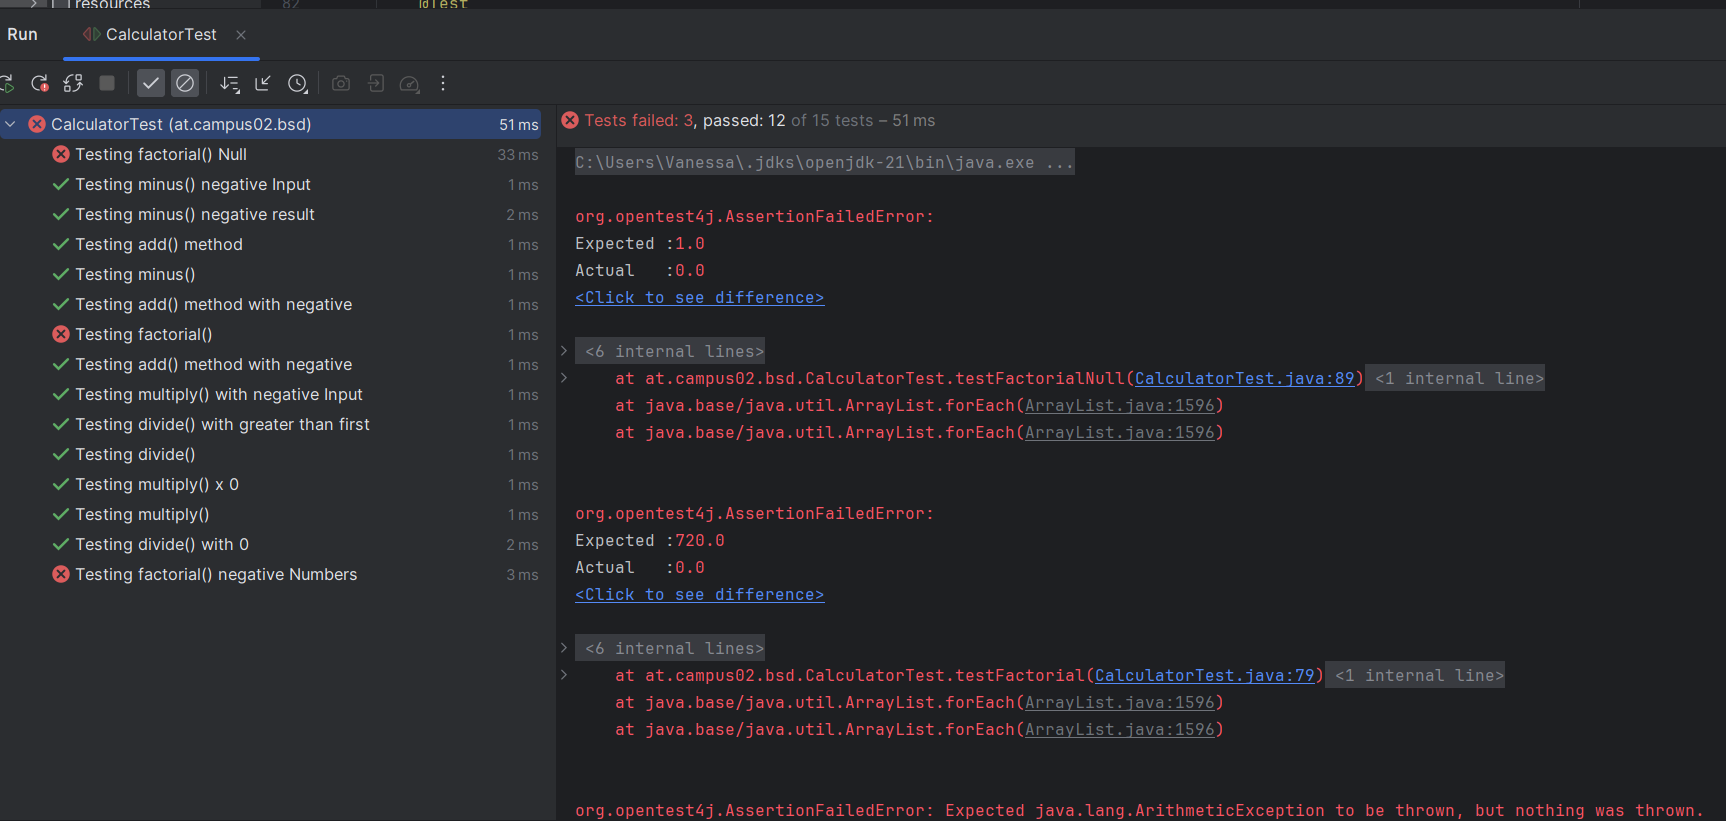 resources
82
@Test
Run
CalculatorTest
CalculatorTest (at.campus02.bsd) 51 ms
Testing factorial() Null 33 ms
Testing minus() negative Input 1 ms
Testing minus() negative result 2 ms
Testing add() method 1 ms
Testing minus() 1 ms
Testing add() method with negative 1 ms
Testing factorial() 1 ms
Testing add() method with negative 1 ms
Testing multiply() with negative Input 1 ms
Testing divide() with greater than first 1 ms
Testing divide() 1 ms
Testing multiply() x 0 1 ms
Testing multiply() 1 ms
Testing divide() with 0 2 ms
Testing factorial() negative Numbers 3 ms
Tests failed: 3, passed: 12 of 15 tests – 51 ms
C:\Users\Vanessa\.jdks\openjdk-21\bin\java.exe ...
org.opentest4j.AssertionFailedError:
Expected :1.0
Actual   :0.0
<Click to see difference>
<6 internal lines>
at at.campus02.bsd.CalculatorTest.testFactorialNull(CalculatorTest.java:89) <1 internal line>
at java.base/java.util.ArrayList.forEach(ArrayList.java:1596)
at java.base/java.util.ArrayList.forEach(ArrayList.java:1596)
org.opentest4j.AssertionFailedError:
Expected :720.0
Actual   :0.0
<Click to see difference>
<6 internal lines>
at at.campus02.bsd.CalculatorTest.testFactorial(CalculatorTest.java:79) <1 internal line>
at java.base/java.util.ArrayList.forEach(ArrayList.java:1596)
at java.base/java.util.ArrayList.forEach(ArrayList.java:1596)
org.opentest4j.AssertionFailedError: Expected java.lang.ArithmeticException to be thrown, but nothing was thrown.